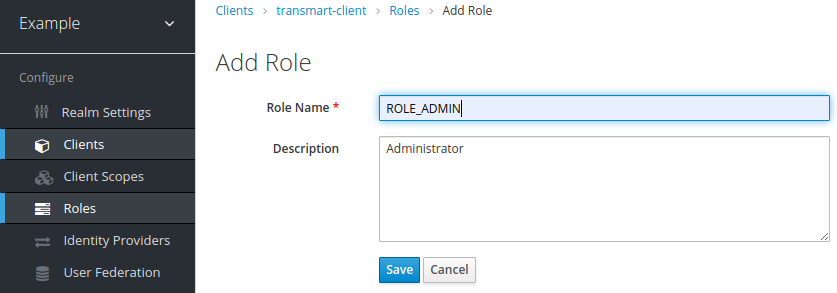 Example
Configure
Realm Settings
Clients
Client Scopes
Roles
Identity Providers
User Federation
Clients > transmart-client > Roles > Add Role
Add Role
Role Name * ROLE_ADMIN
Description Administrator
Save Cancel